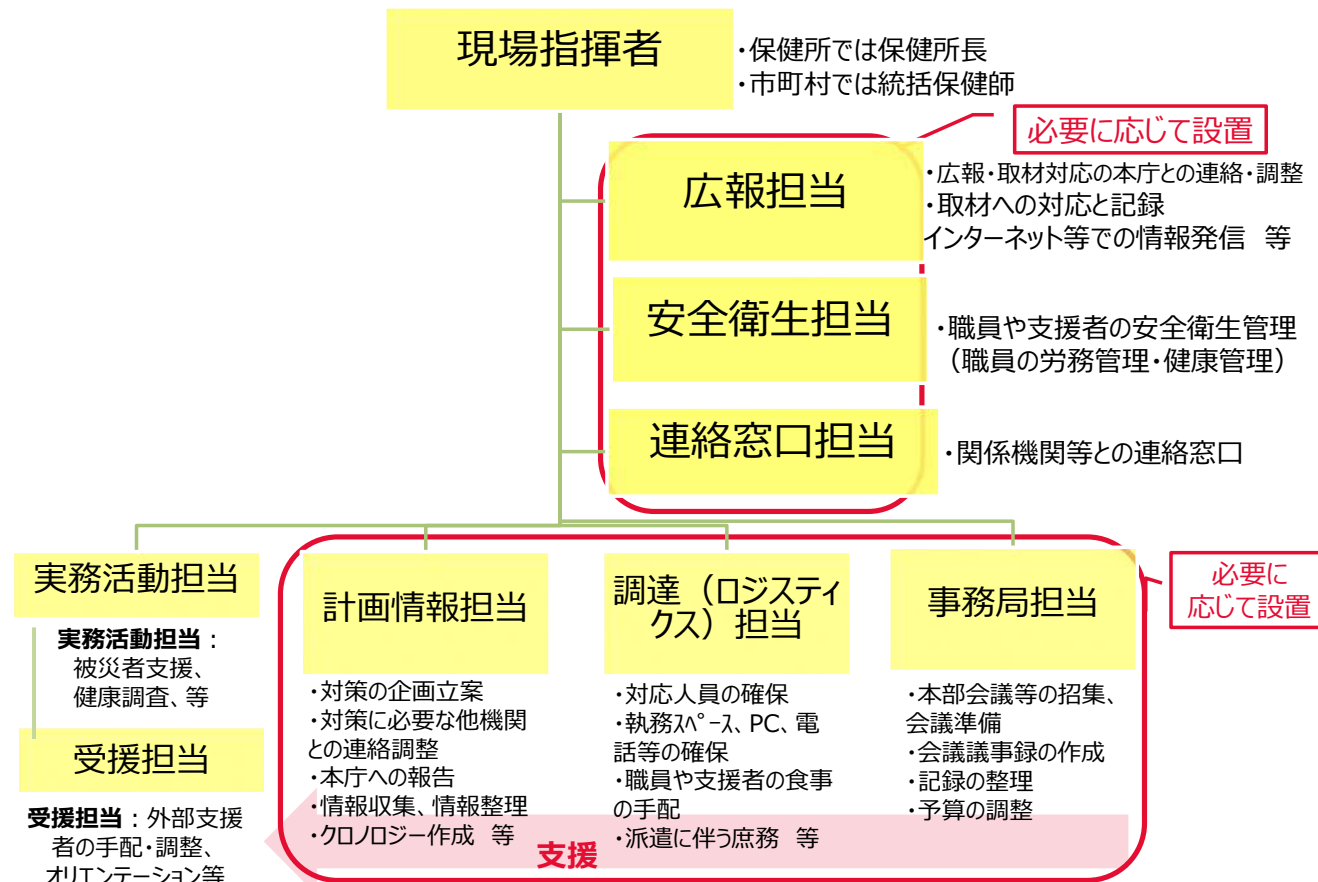 現場指揮者
・保健所では保健所長
・市町村では統括保健師
必要に応じて設置
広報担当
・広報・取材対応の本庁との連絡・調整
・取材への対応と記録
インターネット等での情報発信 等
安全衛生担当
・職員や支援者の安全衛生管理
（職員の労務管理・健康管理）
連絡窓口担当
・関係機関等との連絡窓口
実務活動担当
実務活動担当：
被災者支援、
健康調査、等
受援担当
受援担当：外部支援
者の手配・調整、
オリエンテーション等
計画情報担当
・対策の企画立案
・対策に必要な他機関
との連絡調整
・本庁への報告
・情報収集、情報整理
・クロノロジー作成 等
調達（ロジスティ
クス）担当
・対応人員の確保
・執務ｽﾍﾟｰｽ、PC、電
話等の確保
・職員や支援者の食事
の手配
・派遣に伴う庶務 等
事務局担当
・本部会議等の招集、
会議準備
・会議議事録の作成
・記録の整理
・予算の調整
必要に
応じて設置
支援